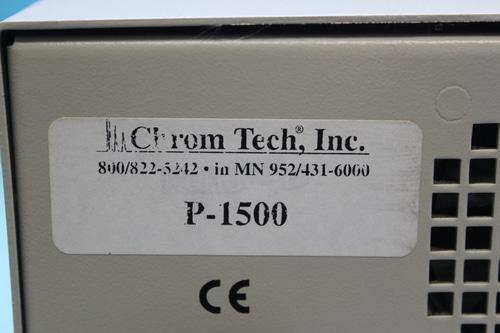 Chrom Tech,® Inc.
800/822-5242 • in MN 952/431-6000
P-1500
CE